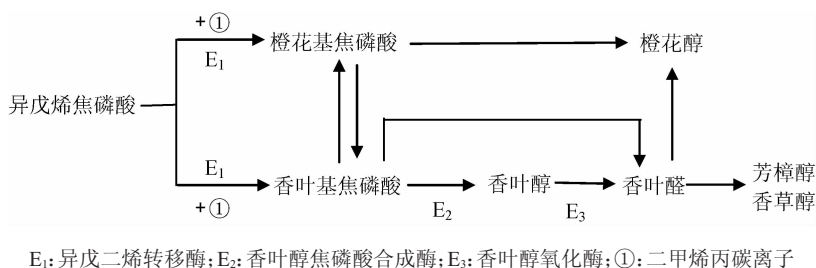 +① 橙花基焦磷酸 橙花醇
E₁
异戊烯焦磷酸
E₁ 芳樟醇
香叶基焦磷酸 香叶醇 香叶醛 香草醇
+① E₂ E₃
E₁:异戊二烯转移酶;E₂:香叶醇焦磷酸合成酶;E₃:香叶醇氧化酶;①:二甲烯丙碳离子